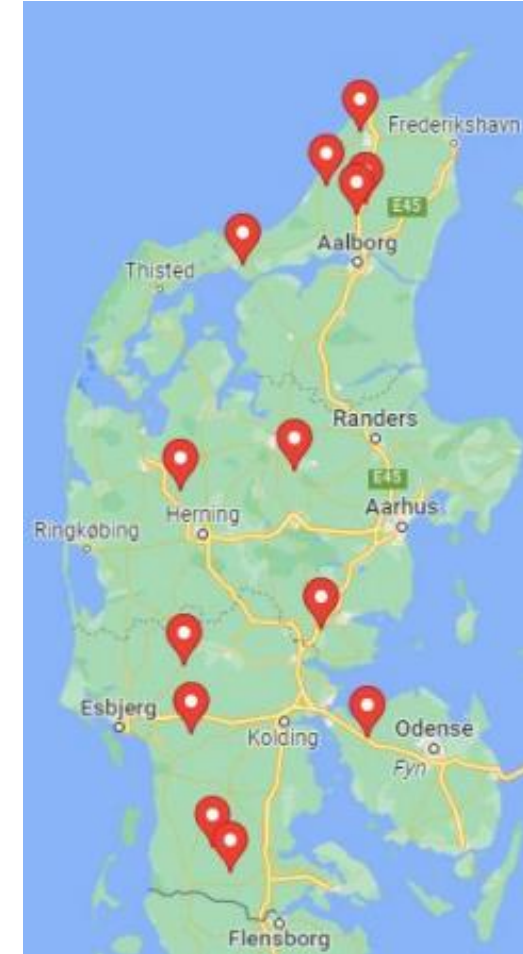 Frederikshavn
E45
Aalborg
Thisted
Randers
E45
Aarhus
Herning
Ringkøbing
Esbjerg
Kolding
Odense
Fyn
Flensborg